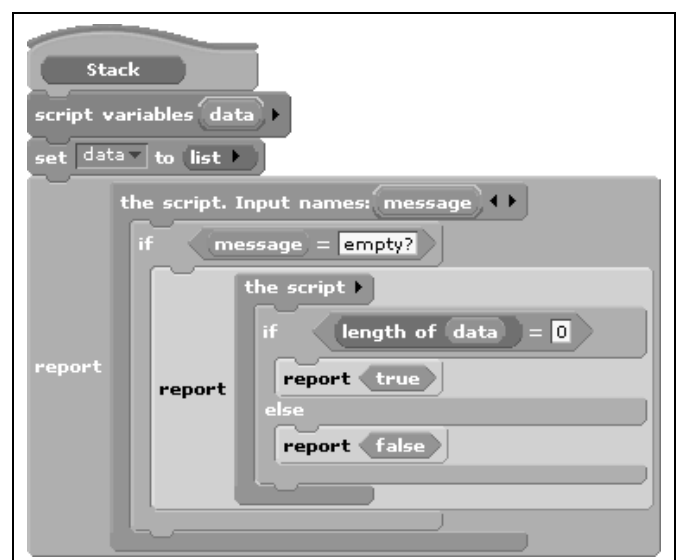 Stack
script variables data
set data to list
the script. Input names: message
if message = empty?
the script
if length of data = 0
report report report true
else
report false